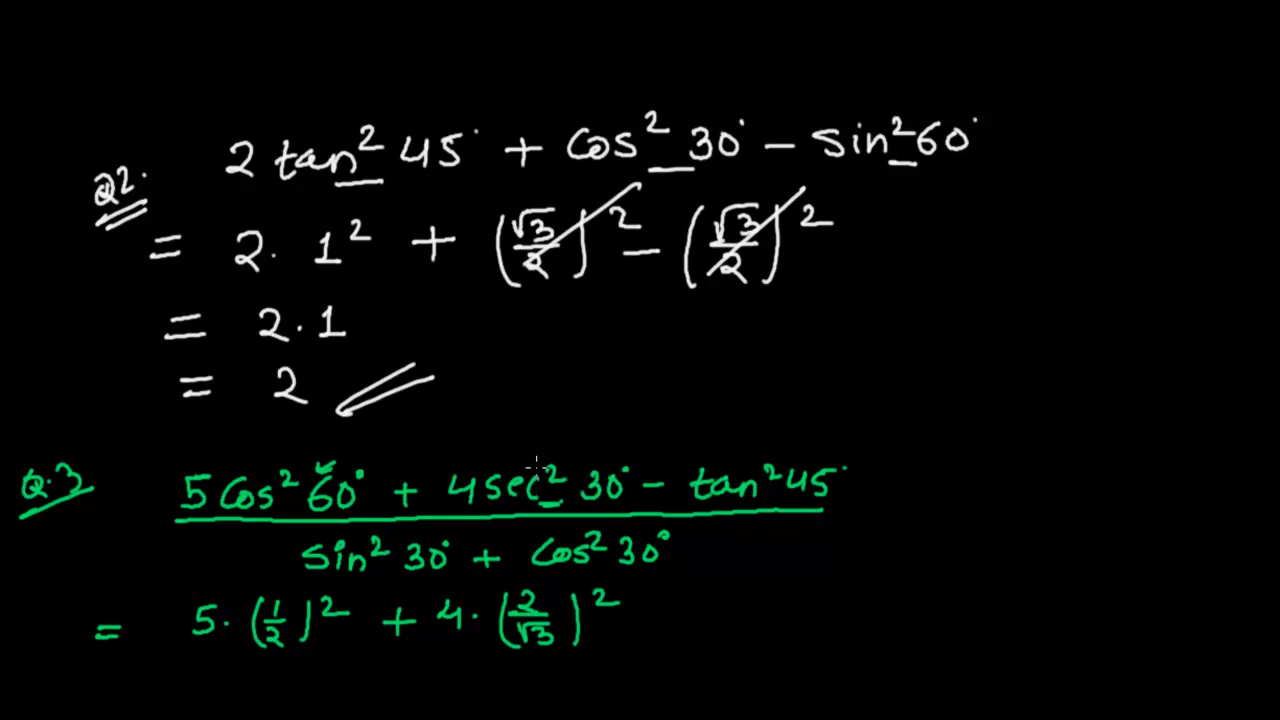 Q2. 2 tan² 45° + cos² 30° − sin² 60°
= 2. 1² + (√3/2)² − (√3/2)²
= 2.1
= 2
Q.3 5 cos² 60° + 4 sec² 30° − tan² 45°
sin² 30° + cos² 30°
= 5. (1/2)² + 4. (2/√3)²